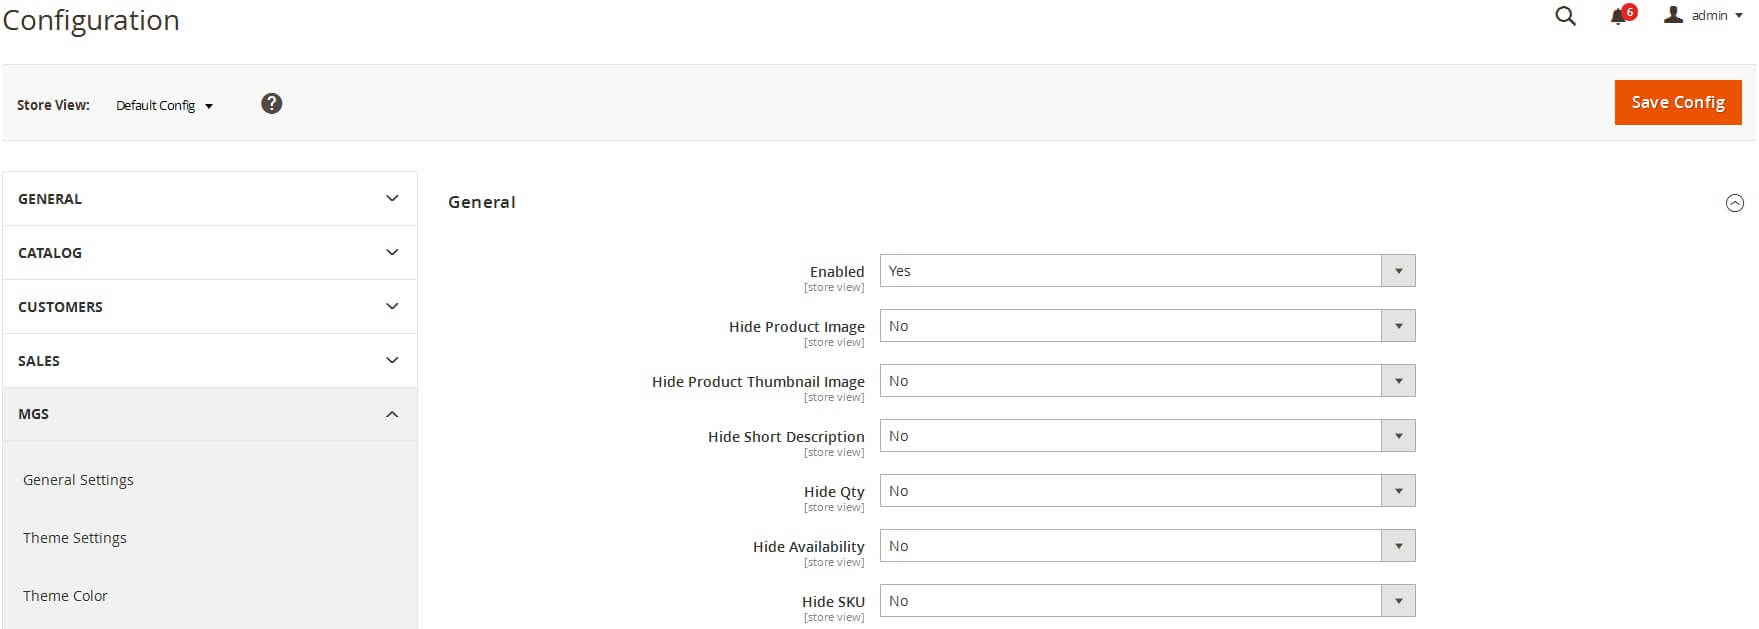 Configuration
6
admin
Store View:
Default Config
?
Save Config
GENERAL
CATALOG
CUSTOMERS
SALES
MGS
General Settings
Theme Settings
Theme Color
General
Enabled
[store view]
Yes
Hide Product Image
[store view]
No
Hide Product Thumbnail Image
[store view]
No
Hide Short Description
[store view]
No
Hide Qty
[store view]
No
Hide Availability
[store view]
No
Hide SKU
[store view]
No